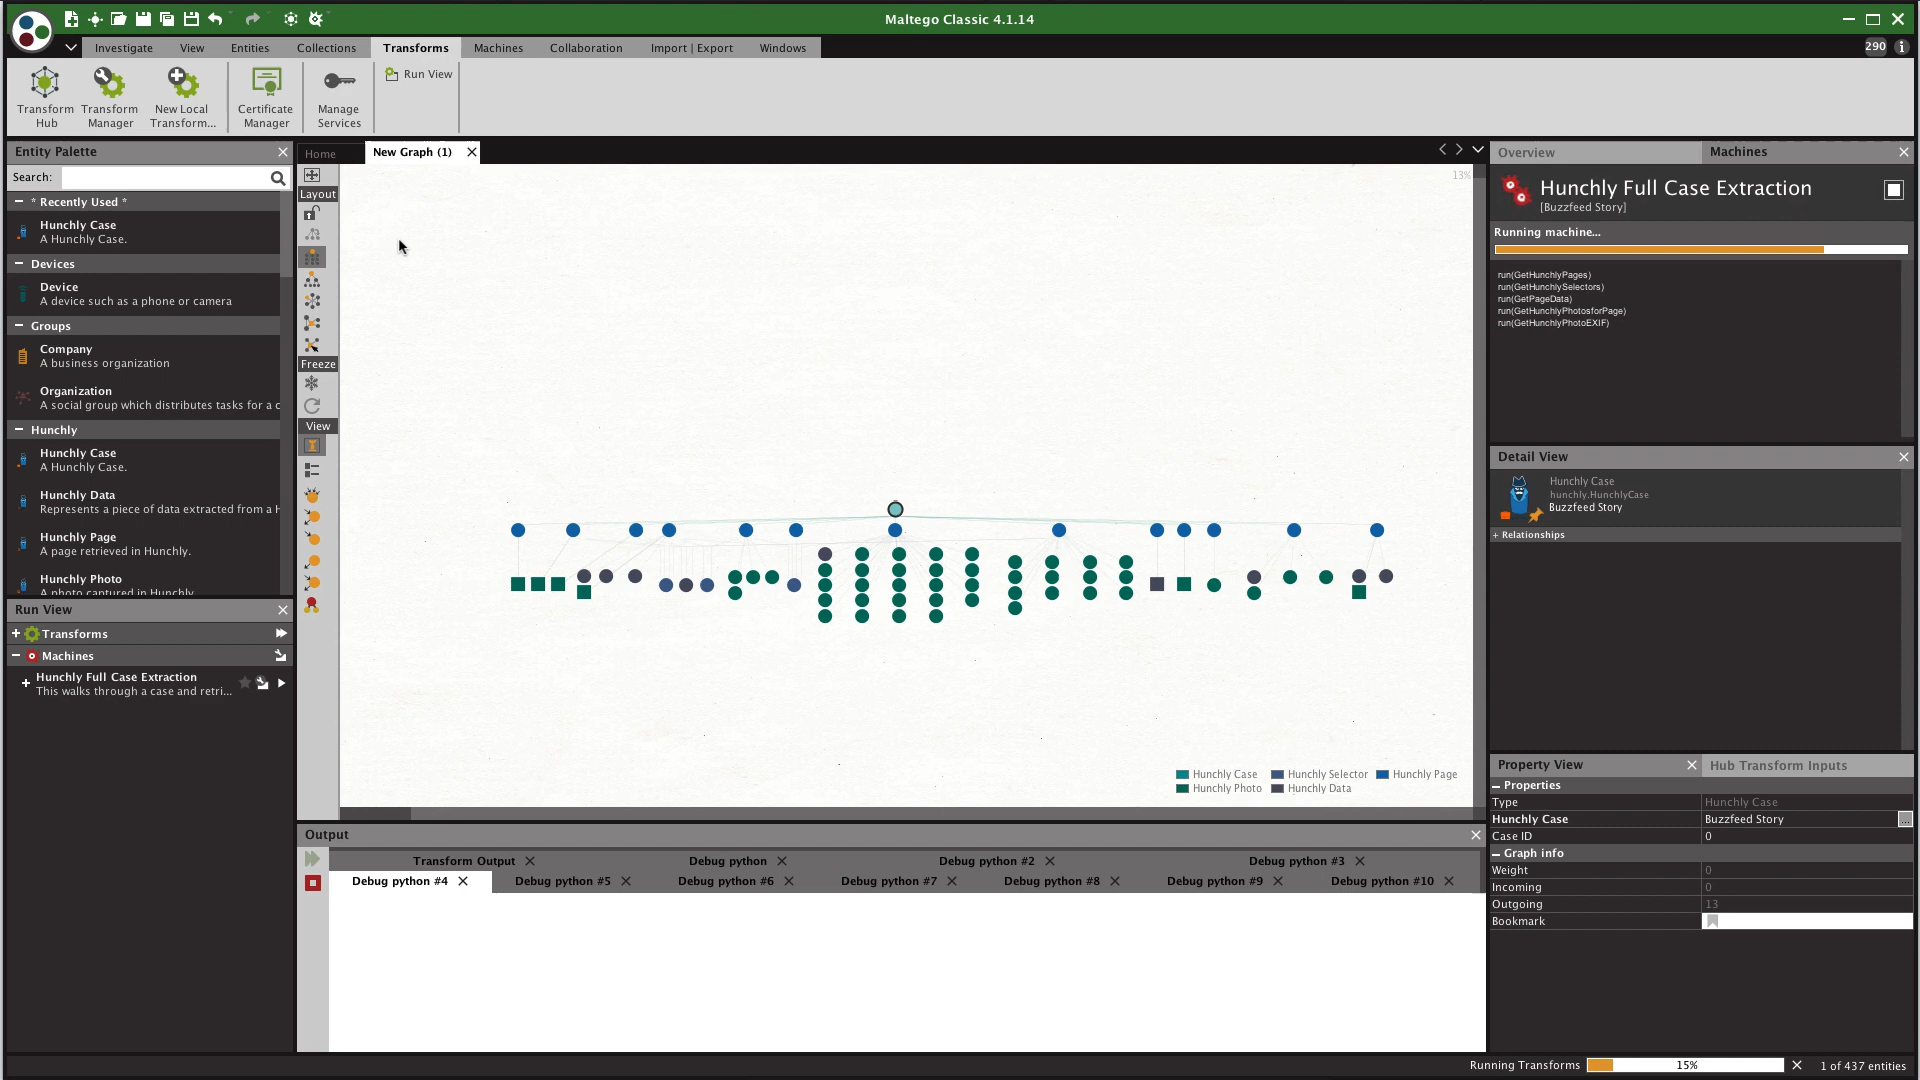 Maltego Classic 4.1.14
Investigate View Entities Collections Transforms Machines Collaboration Import | Export Windows
290
Transform Hub
Transform Manager
New Local Transform...
Certificate Manager
Manage Services
Run View
Entity Palette
Search:
* Recently Used *
Hunchly Case
A Hunchly Case.
Devices
Device
A device such as a phone or camera
Groups
Company
A business organization
Organization
A social group which distributes tasks for a c
Hunchly
Hunchly Case
A Hunchly Case.
Hunchly Data
Represents a piece of data extracted from a H
Hunchly Page
A page retrieved in Hunchly.
Hunchly Photo
A photo captured in Hunchly
Run View
Transforms
Machines
Hunchly Full Case Extraction
This walks through a case and retri...
Home
New Graph (1)
Layout
Freeze
View
13%
Hunchly Case Hunchly Selector Hunchly Page
Hunchly Photo Hunchly Data
Output
Transform Output Debug python Debug python #2 Debug python #3
Debug python #4 Debug python #5 Debug python #6 Debug python #7 Debug python #8 Debug python #9 Debug python #10
Overview
Machines
Hunchly Full Case Extraction
[Buzzfeed Story]
Running machine...
run(GetHunchlyPages)
run(GetHunchlySelectors)
run(GetPageData)
run(GetHunchlyPhotosforPage)
run(GetHunchlyPhotoEXIF)
Detail View
Hunchly Case
hunchly.HunchlyCase
Buzzfeed Story
+ Relationships
Property View
Hub Transform Inputs
Properties
Type Hunchly Case
Hunchly Case Buzzfeed Story ...
Case ID 0
Graph info
Weight 0
Incoming 0
Outgoing 13
Bookmark
Running Transforms 15% 1 of 437 entities